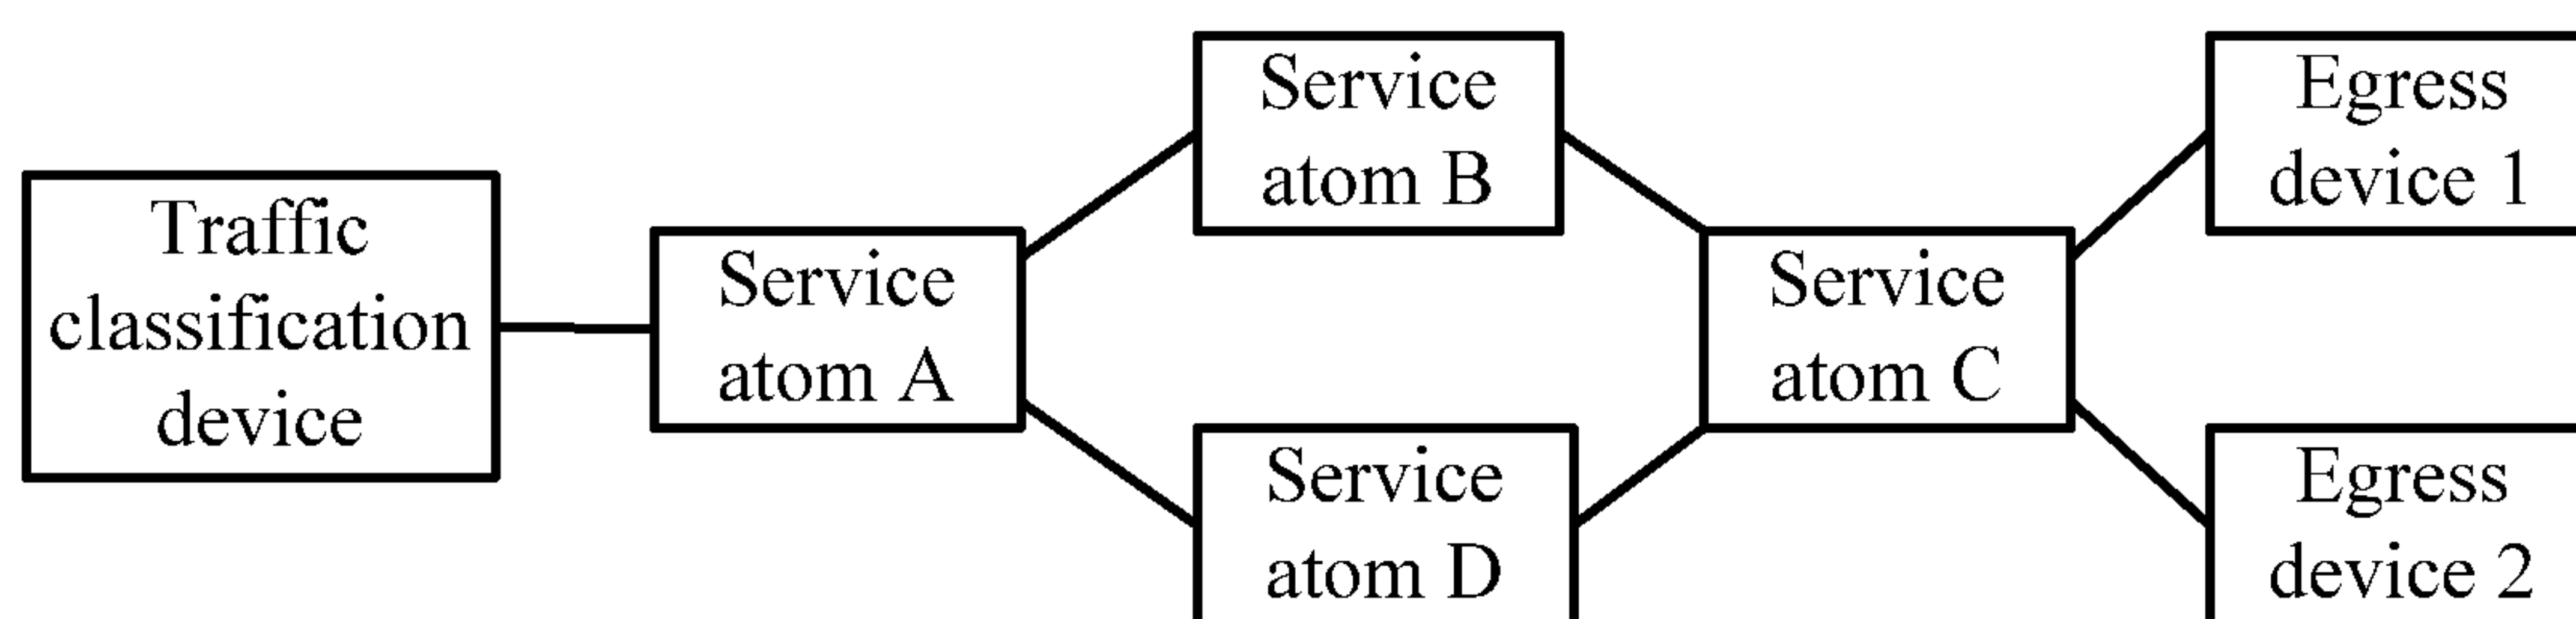 Traffic
classification
device
Service
atom A
Service
atom B
Service
atom D
Service
atom C
Egress
device 1
Egress
device 2